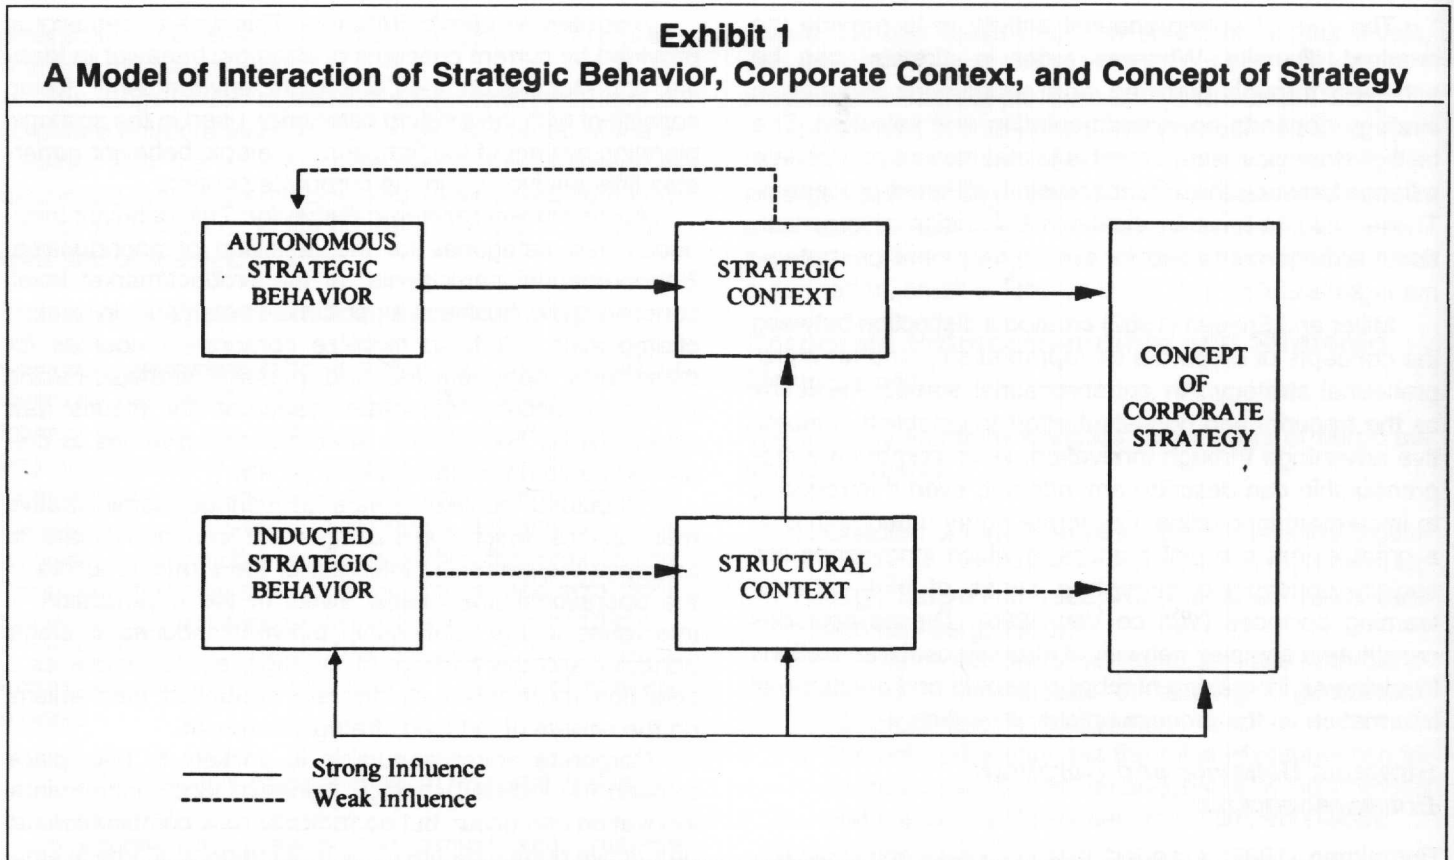 Exhibit I
A Model of Interaction of Strategic Behavior, Corporate Context, and Concept of Strategy
AUTONOMOUS
STRATEGIC
BEHAVIOR
STRATEGIC
CONTEXT
CONCEPT
OF
CORPORATE
STRATEGY
INDUCTED
STRATEGIC
BEHAVIOR
STRUCTURAL
CONTEXT
Strong Influence
Weak Influence